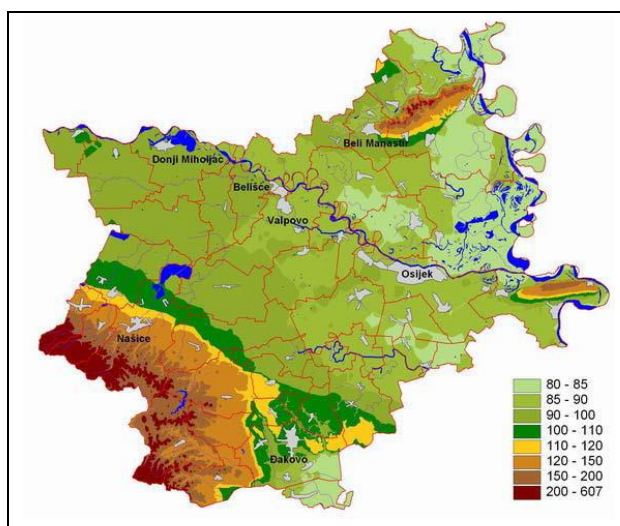 Beli Manastir
Donji Miholjac
Belišće
Valpovo
Osijek
Našice
Đakovo
80 - 85
85 - 90
90 - 100
100 - 110
110 - 120
120 - 150
150 - 200
200 - 607